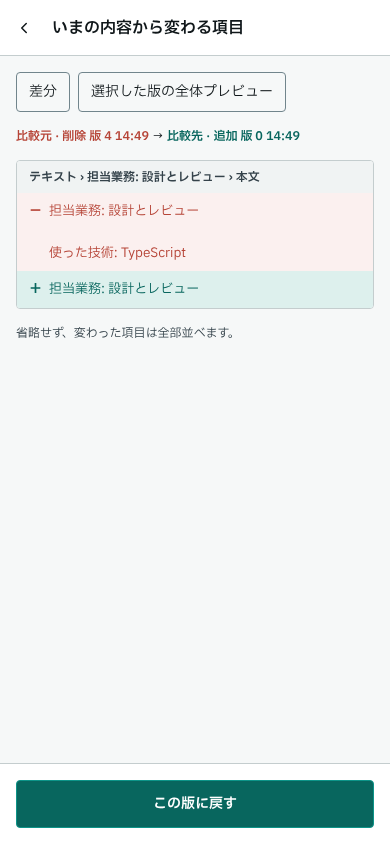 いまの内容から変わる項目
差分
選択した版の全体プレビュー
比較元・削除 版 4 14:49 → 比較先・追加 版 0 14:49
テキスト › 担当業務: 設計とレビュー › 本文
− 担当業務: 設計とレビュー
使った技術: TypeScript
+ 担当業務: 設計とレビュー
省略せず、変わった項目は全部並べます。
この版に戻す